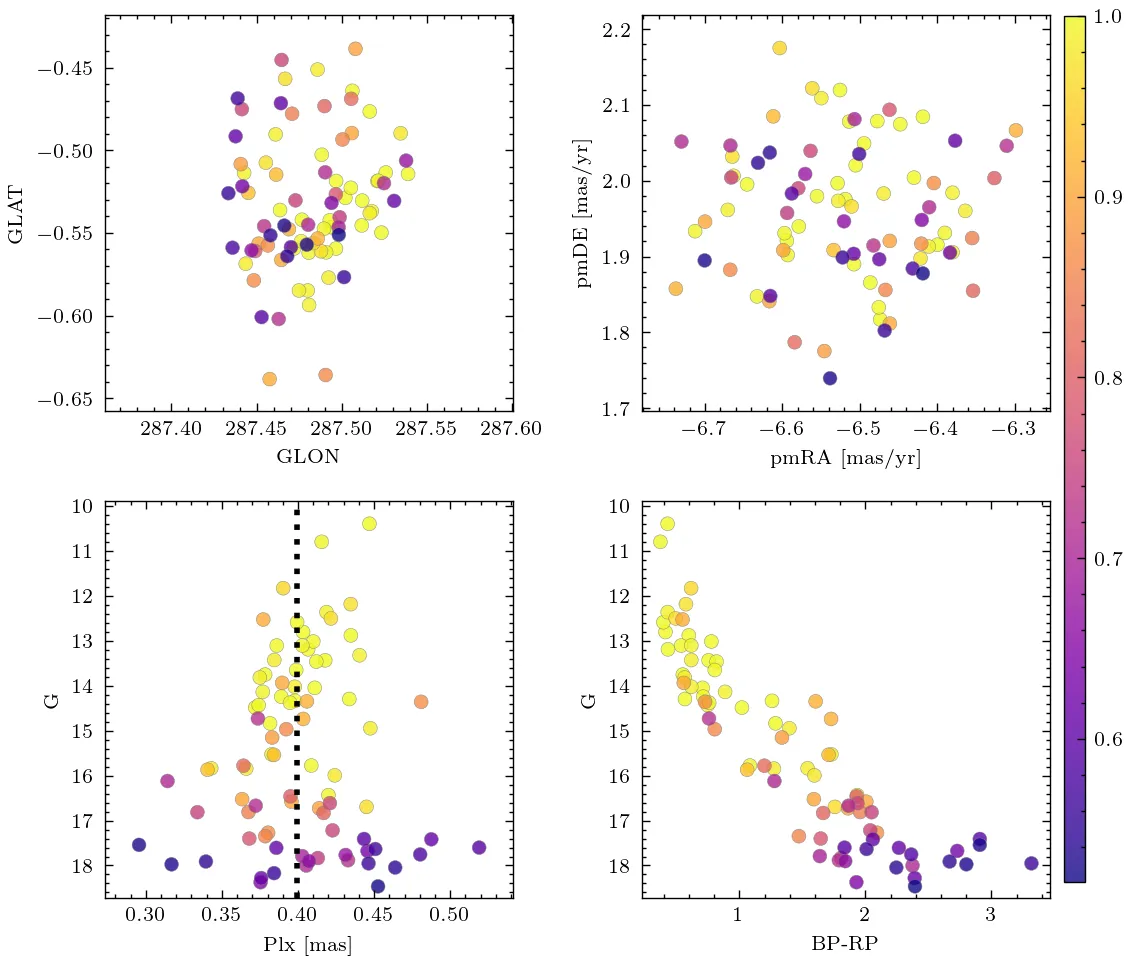 −0.45
−0.50
−0.55
−0.60
−0.65
GLAT
287.40 287.45 287.50 287.55 287.60
GLON
2.2
2.1
2.0
1.9
1.8
1.7
pmDE [mas/yr]
−6.7 −6.6 −6.5 −6.4 −6.3
pmRA [mas/yr]
1.0
0.9
0.8
0.7
0.6
10
11
12
13
14
15
16
17
18
G
0.30 0.35 0.40 0.45 0.50
Plx [mas]
10
11
12
13
14
15
16
17
18
G
1 2 3
BP-RP